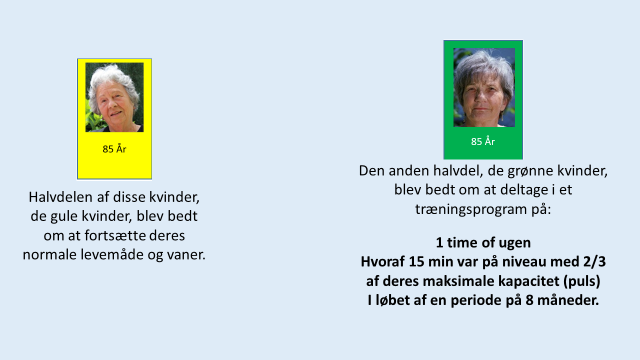 85 År
Halvdelen af disse kvinder,
de gule kvinder, blev bedt
om at fortsætte deres
normale levemåde og vaner.
85 År
Den anden halvdel, de grønne kvinder,
blev bedt om at deltage i et
træningsprogram på:
1 time of ugen
Hvoraf 15 min var på niveau med 2/3
af deres maksimale kapacitet (puls)
I løbet af en periode på 8 måneder.